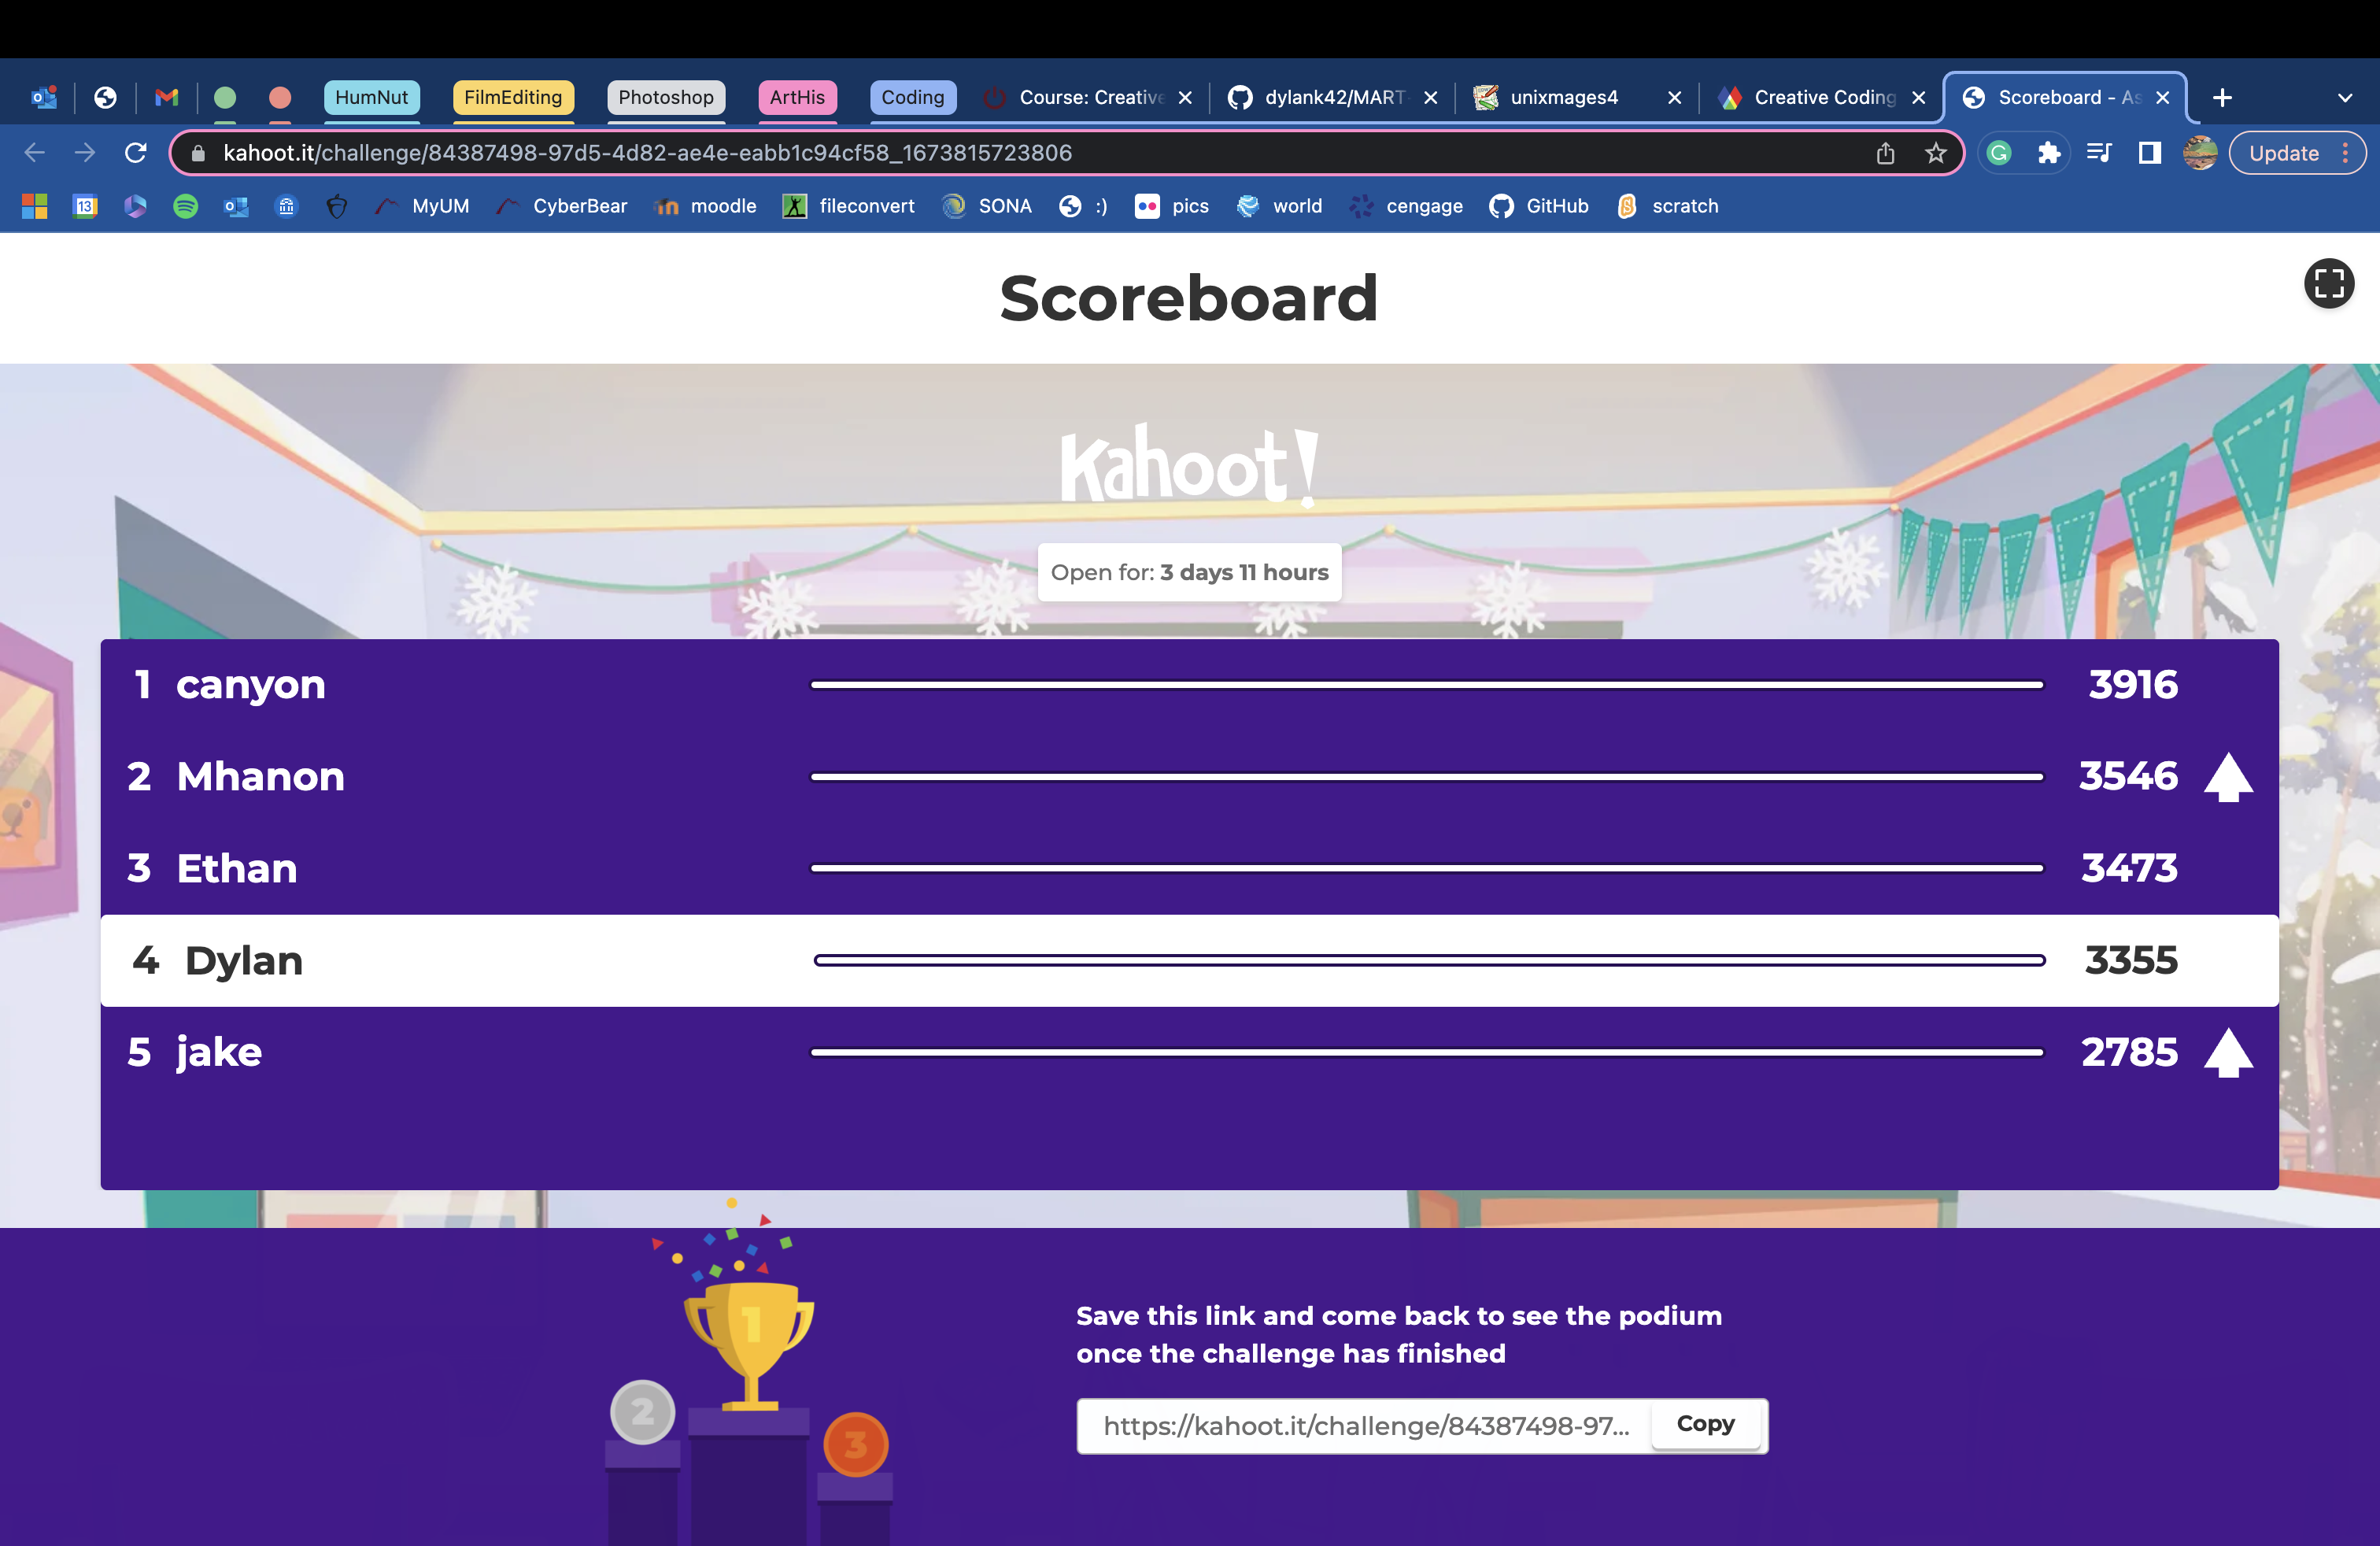 HumNut FilmEditing Photoshop ArtHis Coding Course: Creative dylank42/MART unixmages4 Creative Coding Scoreboard - As
kahoot.it/challenge/84387498-97d5-4d82-ae4e-eabb1c94cf58_1673815723806 Update
13 MyUM CyberBear moodle fileconvert SONA :) pics world cengage GitHub scratch
Scoreboard
Kahoot!
Open for: 3 days 11 hours
1 canyon 3916
2 Mhanon 3546
3 Ethan 3473
4 Dylan 3355
5 jake 2785
1
2
3
Save this link and come back to see the podium
once the challenge has finished
https://kahoot.it/challenge/84387498-97... Copy